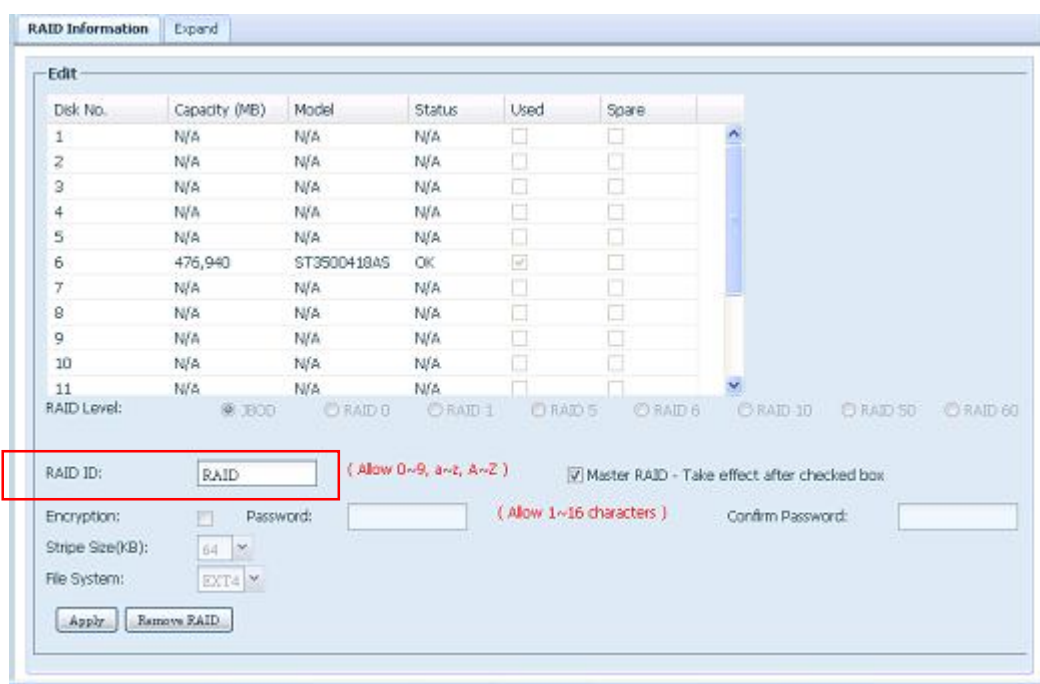 RAID Information Expand
Edit
Disk No. Capacity (MB) Model Status Used Spare
1 N/A N/A N/A
2 N/A N/A N/A
3 N/A N/A N/A
4 N/A N/A N/A
5 N/A N/A N/A
6 476,940 ST3500418AS OK
7 N/A N/A N/A
8 N/A N/A N/A
9 N/A N/A N/A
10 N/A N/A N/A
11 N/A N/A N/A
RAID Level: JBOD RAID 0 RAID 1 RAID 5 RAID 6 RAID 10 RAID 50 RAID 60
RAID ID: RAID ( Allow 0~9, a~z, A~Z ) Master RAID - Take effect after checked box
Encryption: Password: ( Allow 1~16 characters ) Confirm Password:
Stripe Size(KB): 64
File System: EXT4
Apply Remove RAID